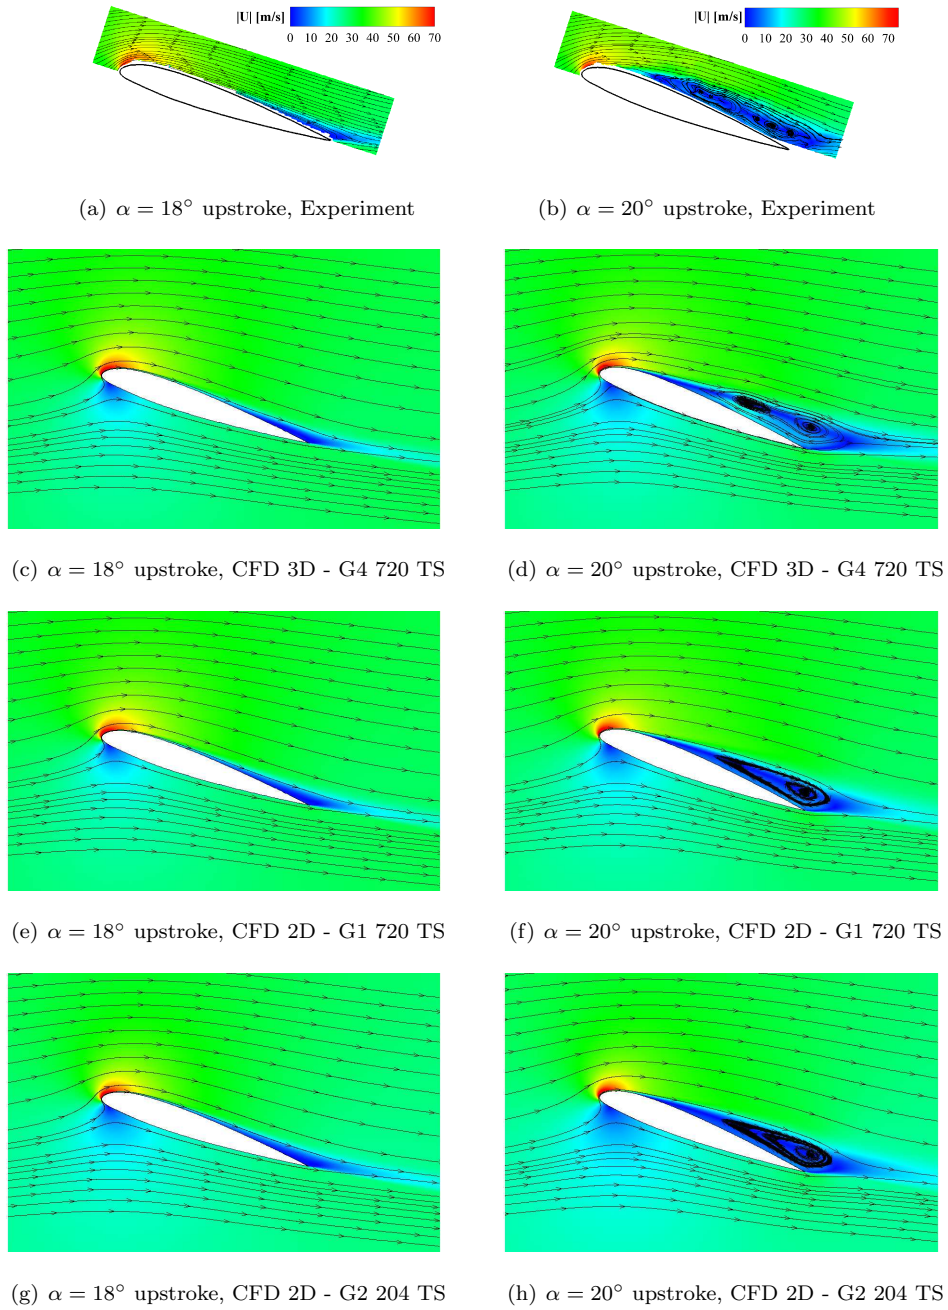 |U| [m/s]
0 10 20 30 40 50 60 70
|U| [m/s]
0 10 20 30 40 50 60 70
(a) α = 18° upstroke, Experiment
(b) α = 20° upstroke, Experiment
(c) α = 18° upstroke, CFD 3D - G4 720 TS
(d) α = 20° upstroke, CFD 3D - G4 720 TS
(e) α = 18° upstroke, CFD 2D - G1 720 TS
(f) α = 20° upstroke, CFD 2D - G1 720 TS
(g) α = 18° upstroke, CFD 2D - G2 204 TS
(h) α = 20° upstroke, CFD 2D - G2 204 TS